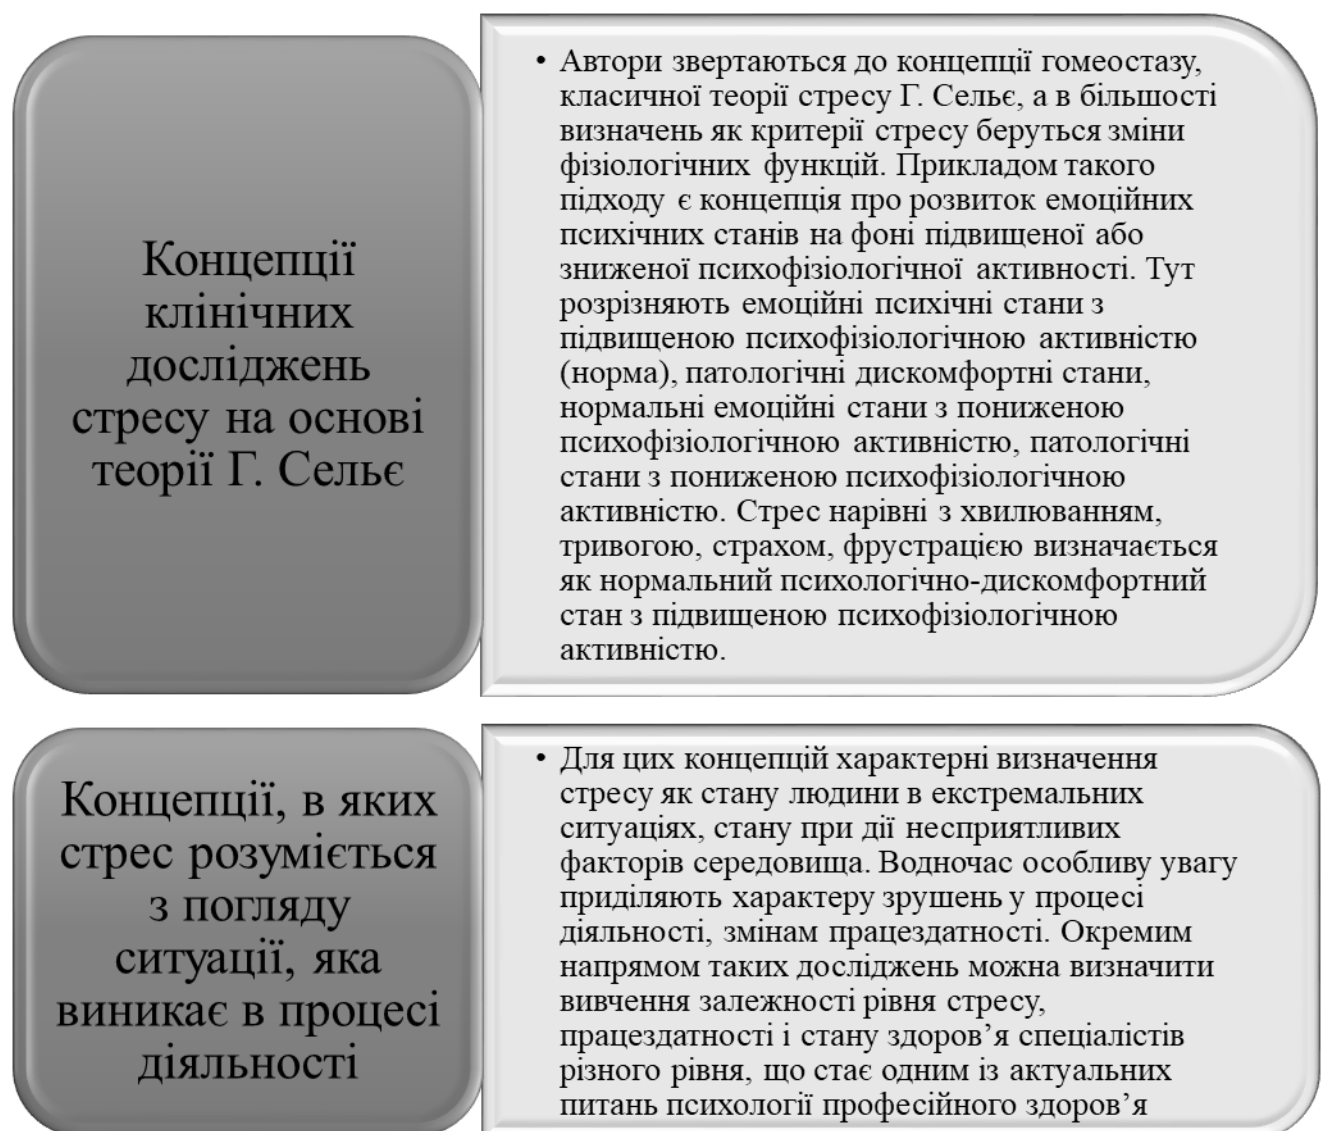 Концепції
клінічних
досліджень
стресу на основі
теорії Г. Сельє
• Автори звертаються до концепції гомеостазу,
класичної теорії стресу Г. Сельє, а в більшості
визначень як критерії стресу беруться зміни
фізіологічних функцій. Прикладом такого
підходу є концепція про розвиток емоційних
психічних станів на фоні підвищеної або
зниженої психофізіологічної активності. Тут
розрізняють емоційні психічні стани з
підвищеною психофізіологічною активністю
(норма), патологічні дискомфортні стани,
нормальні емоційні стани з пониженою
психофізіологічною активністю, патологічні
стани з пониженою психофізіологічною
активністю. Стрес нарівні з хвилюванням,
тривогою, страхом, фрустрацією визначається
як нормальний психологічно-дискомфортний
стан з підвищеною психофізіологічною
активністю.
Концепції, в яких
стрес розуміється
з погляду
ситуації, яка
виникає в процесі
діяльності
• Для цих концепцій характерні визначення
стресу як стану людини в екстремальних
ситуаціях, стану при дії несприятливих
факторів середовища. Водночас особливу увагу
приділяють характеру зрушень у процесі
діяльності, змінам працездатності. Окремим
напрямом таких досліджень можна визначити
вивчення залежності рівня стресу,
працездатності і стану здоров’я спеціалістів
різного рівня, що стає одним із актуальних
питань психології професійного здоров’я